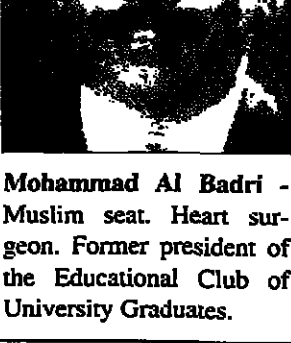 Mohammad Al Badri -
Muslim seat. Heart sur-
geon. Former president of
the Educational Club of
University Graduates.